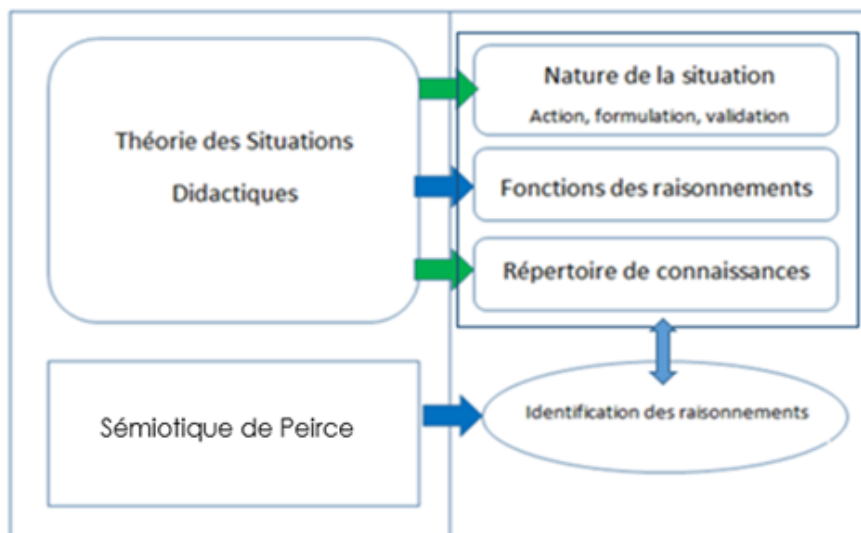 Théorie des Situations
Didactiques
Nature de la situation
Action, formulation, validation
Fonctions des raisonnements
Répertoire de connaissances
Sémiotique de Peirce
Identification des raisonnements